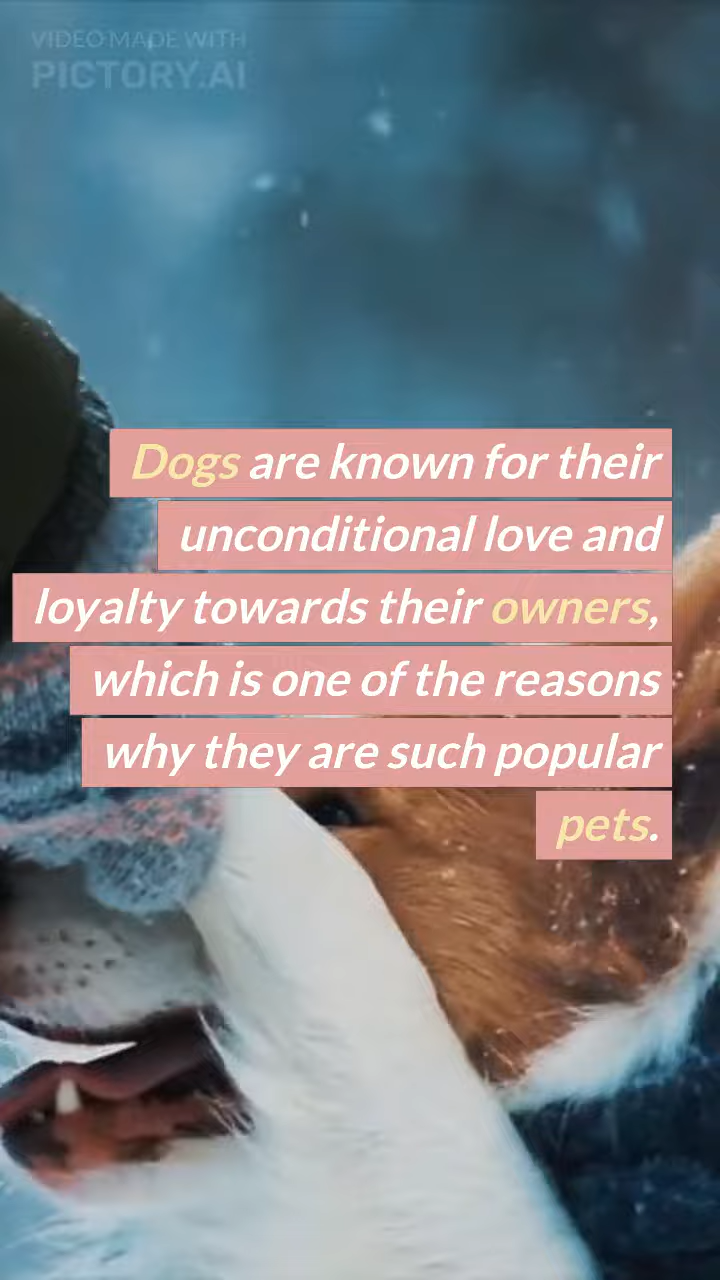 VIDEO MADE WITH
PICTORY.AI
Dogs are known for their
unconditional love and
loyalty towards their owners,
which is one of the reasons
why they are such popular
pets.